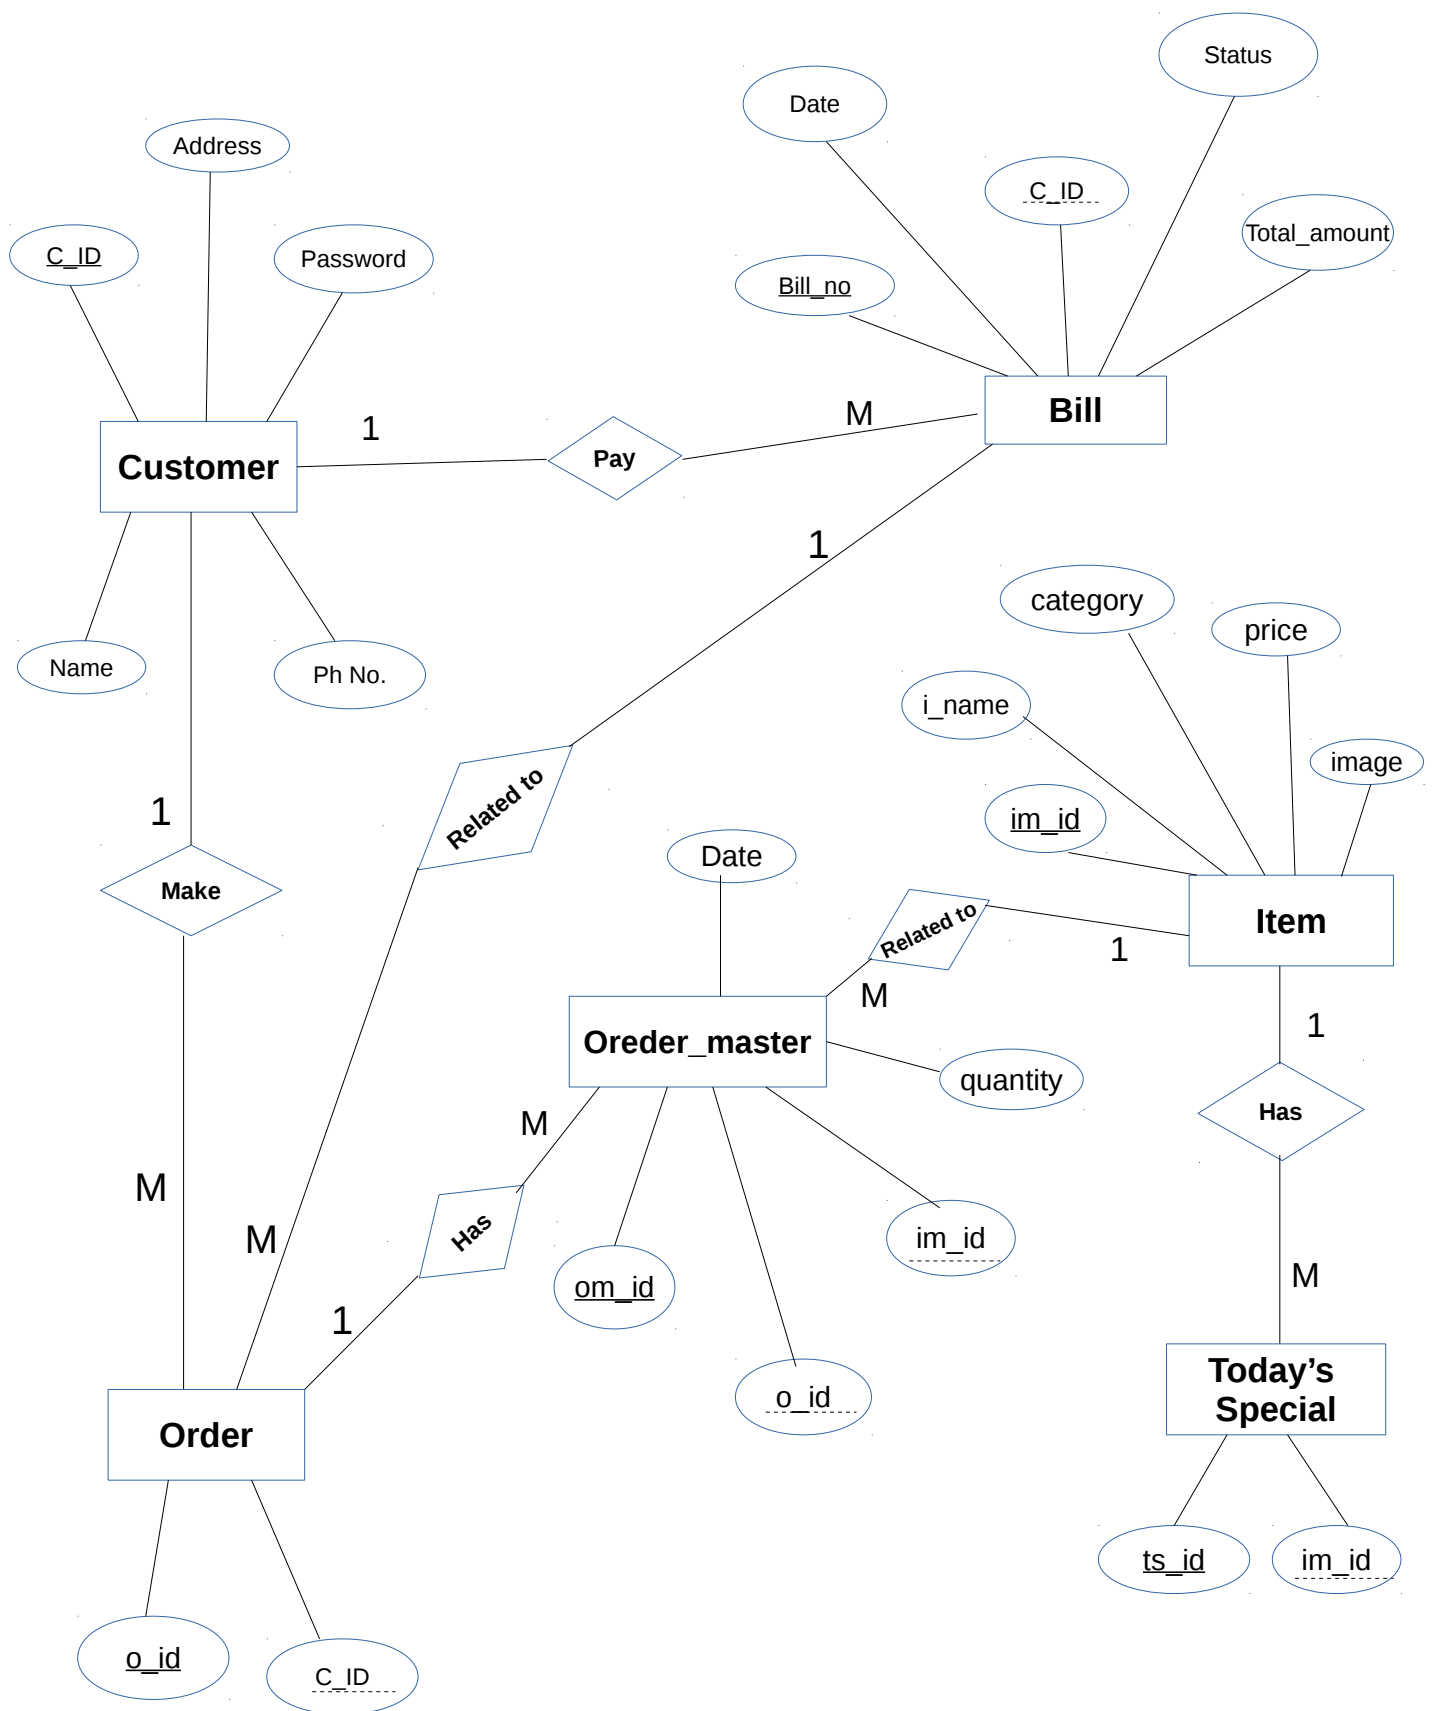 Status
Date
Address
C_ID
Total_amount
C_ID
Password
Bill_no
Bill
1
M
Customer
Pay
1
category
price
Name
Ph No.
i_name
image
Related to
1
im_id
Date
Make
Related to
Item
1
M
1
Oreder_master
quantity
Has
M
M
M
Has
im_id
M
om_id
1
Today’s
Special
o_id
Order
ts_id
im_id
o_id
C_ID